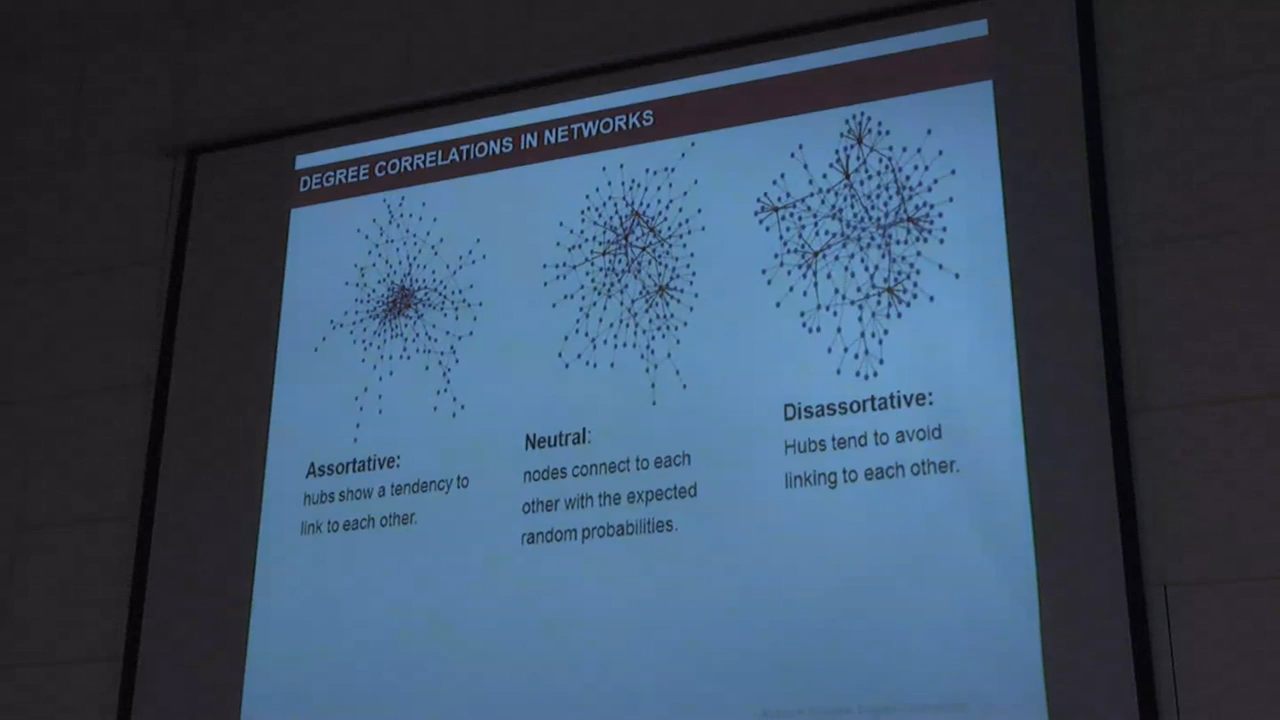 DEGREE CORRELATIONS IN NETWORKS
Assortative:
hubs show a tendency to
link to each other.
Neutral:
nodes connect to each
other with the expected
random probabilities.
Disassortative:
Hubs tend to avoid
linking to each other.